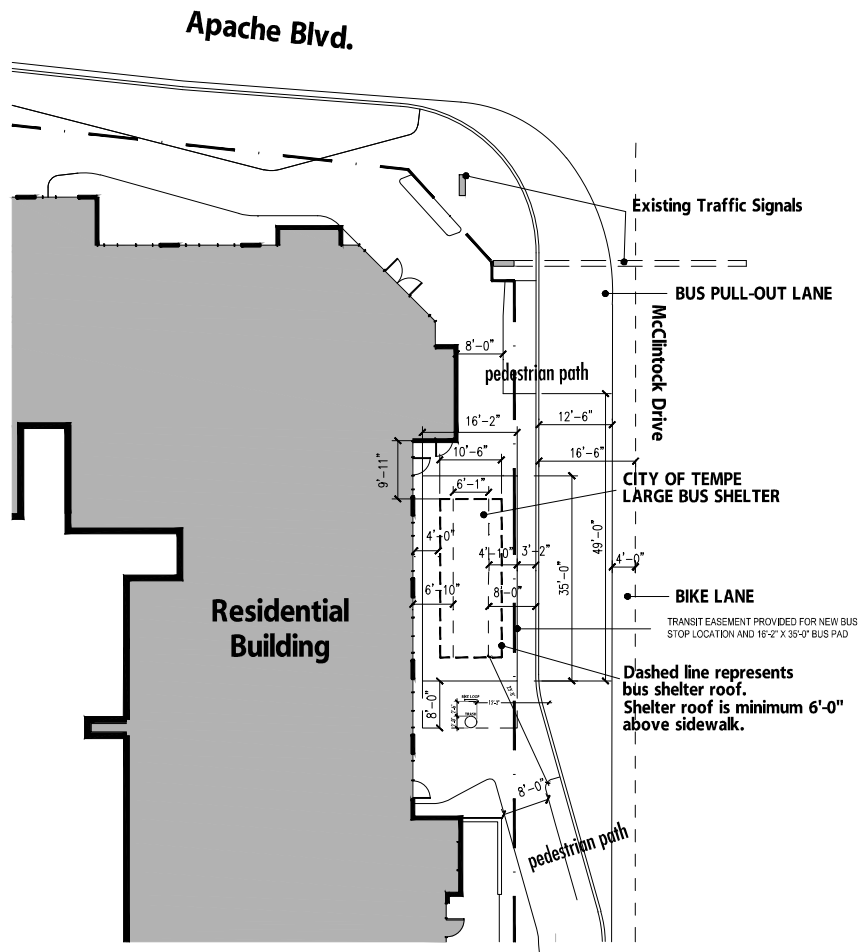 Apache Blvd.
Existing Traffic Signals
BUS PULL-OUT LANE
McClintock Drive
8'-0"
pedestrian path
16'-2"
12'-6"
10'-6"
16'-6"
9'-11"
6'-1"
CITY OF TEMPE
LARGE BUS SHELTER
4'-0"
4'-10"
3'-2"
35'-0"
49'-0"
4'-0"
6'-10"
8'-0"
BIKE LANE
Residential
Building
TRANSIT EASEMENT PROVIDED FOR NEW BUS
STOP LOCATION AND 16'-2" X 35'-0" BUS PAD
Dashed line represents
bus shelter roof.
Shelter roof is minimum 6'-0"
above sidewalk.
8'-0"
BIKE LOOP
TRASH
8'-0"
pedestrian path